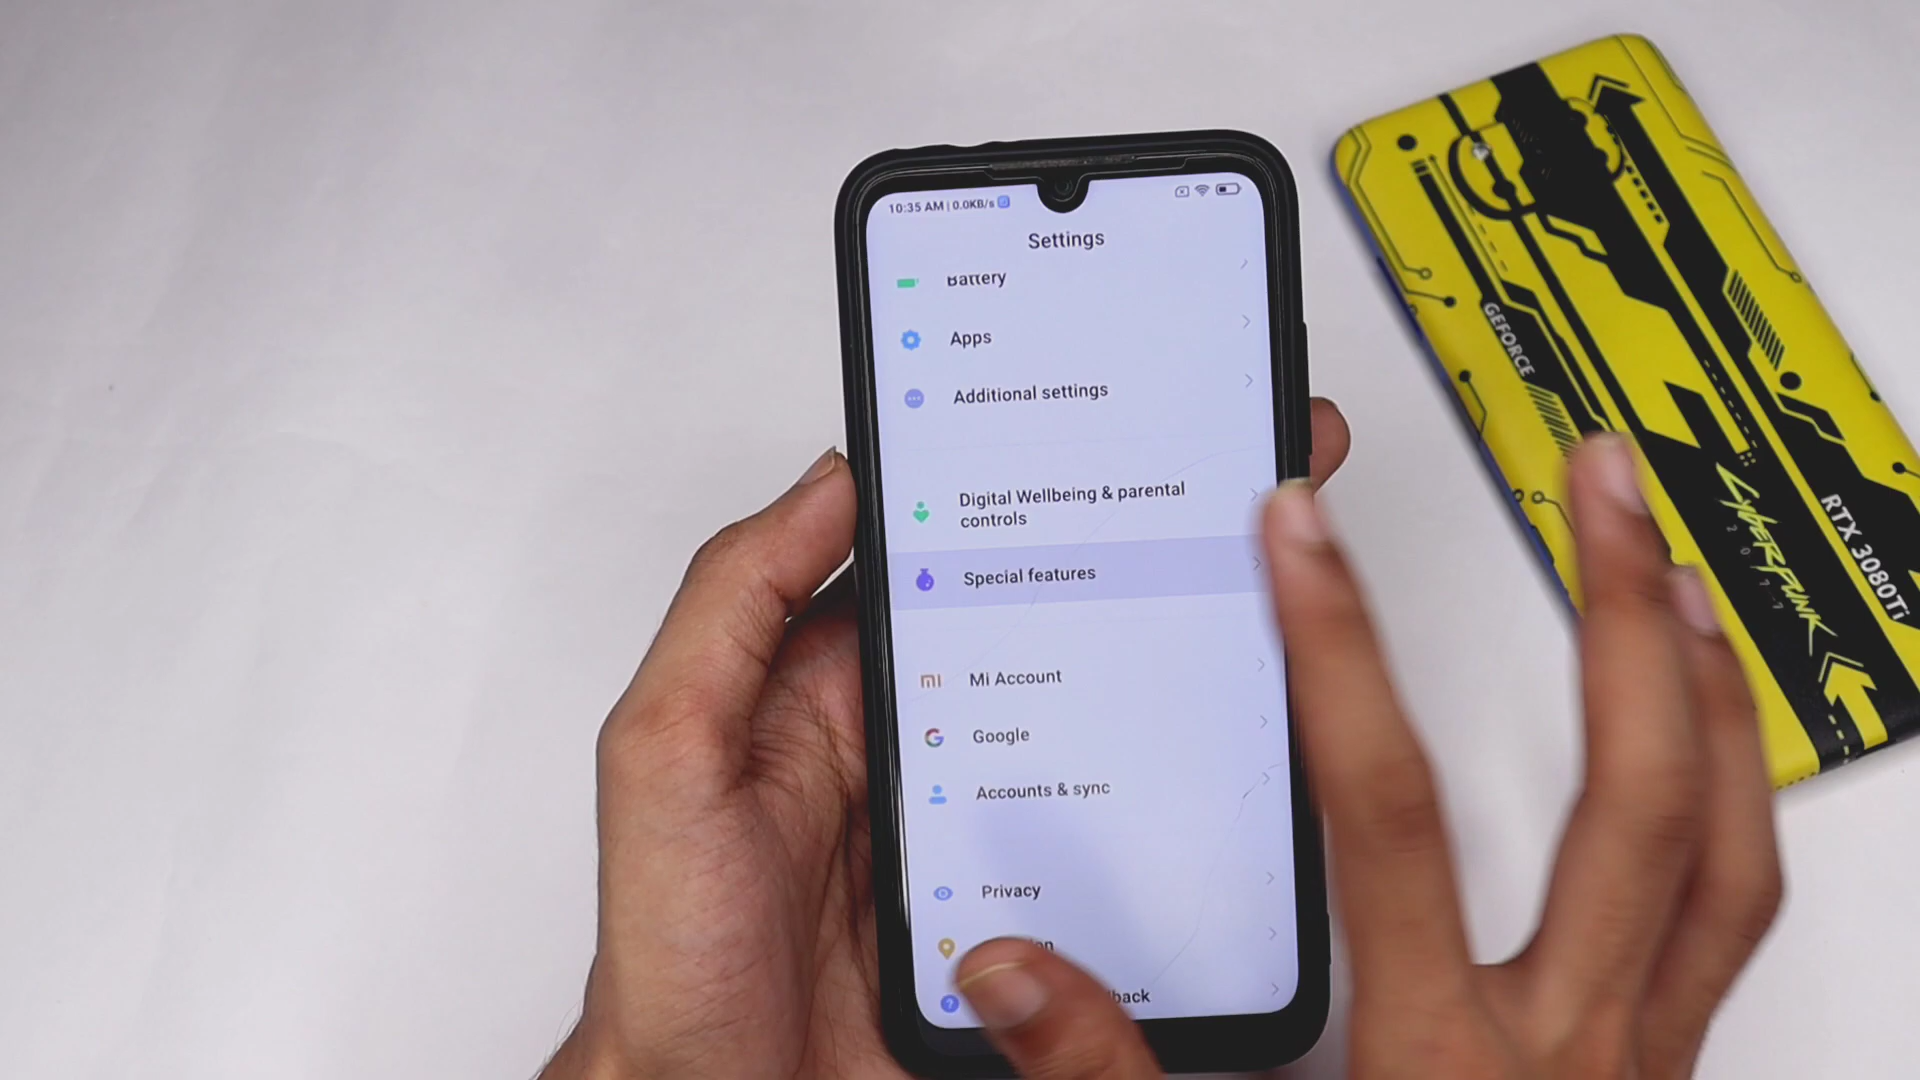 10:35 AM | 0.0KB/s
Settings
Battery
Apps
Additional settings
Digital Wellbeing & parental
controls
Special features
Mi Account
Google
Accounts & sync
Privacy
GEFORCE
RTX 3080Ti
CYBERPUNK
2077